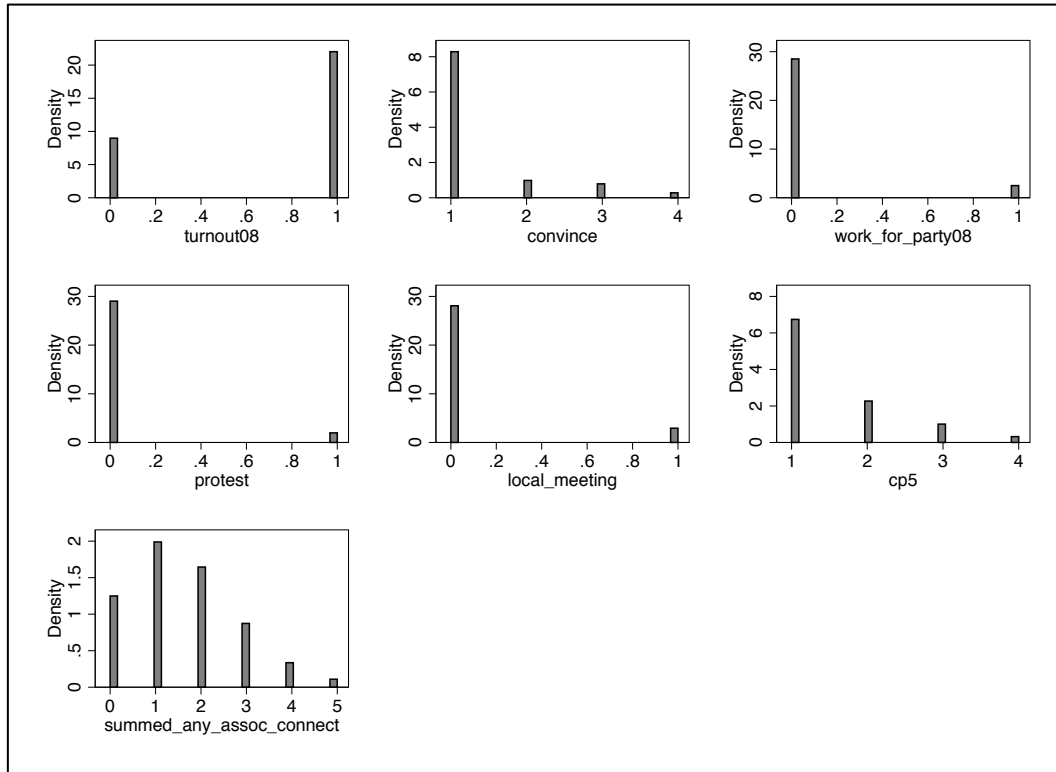 Density
0 5 10 15 20
0 .2 .4 .6 .8 1
turnout08
Density
0 2 4 6 8
1 2 3 4
convince
Density
0 10 20 30
0 .2 .4 .6 .8 1
work_for_party08
Density
0 10 20 30
0 .2 .4 .6 .8 1
protest
Density
0 10 20 30
0 .2 .4 .6 .8 1
local_meeting
Density
0 2 4 6 8
1 2 3 4
cp5
Density
0 .5 1 1.5 2
0 1 2 3 4 5
summed_any_assoc_connect